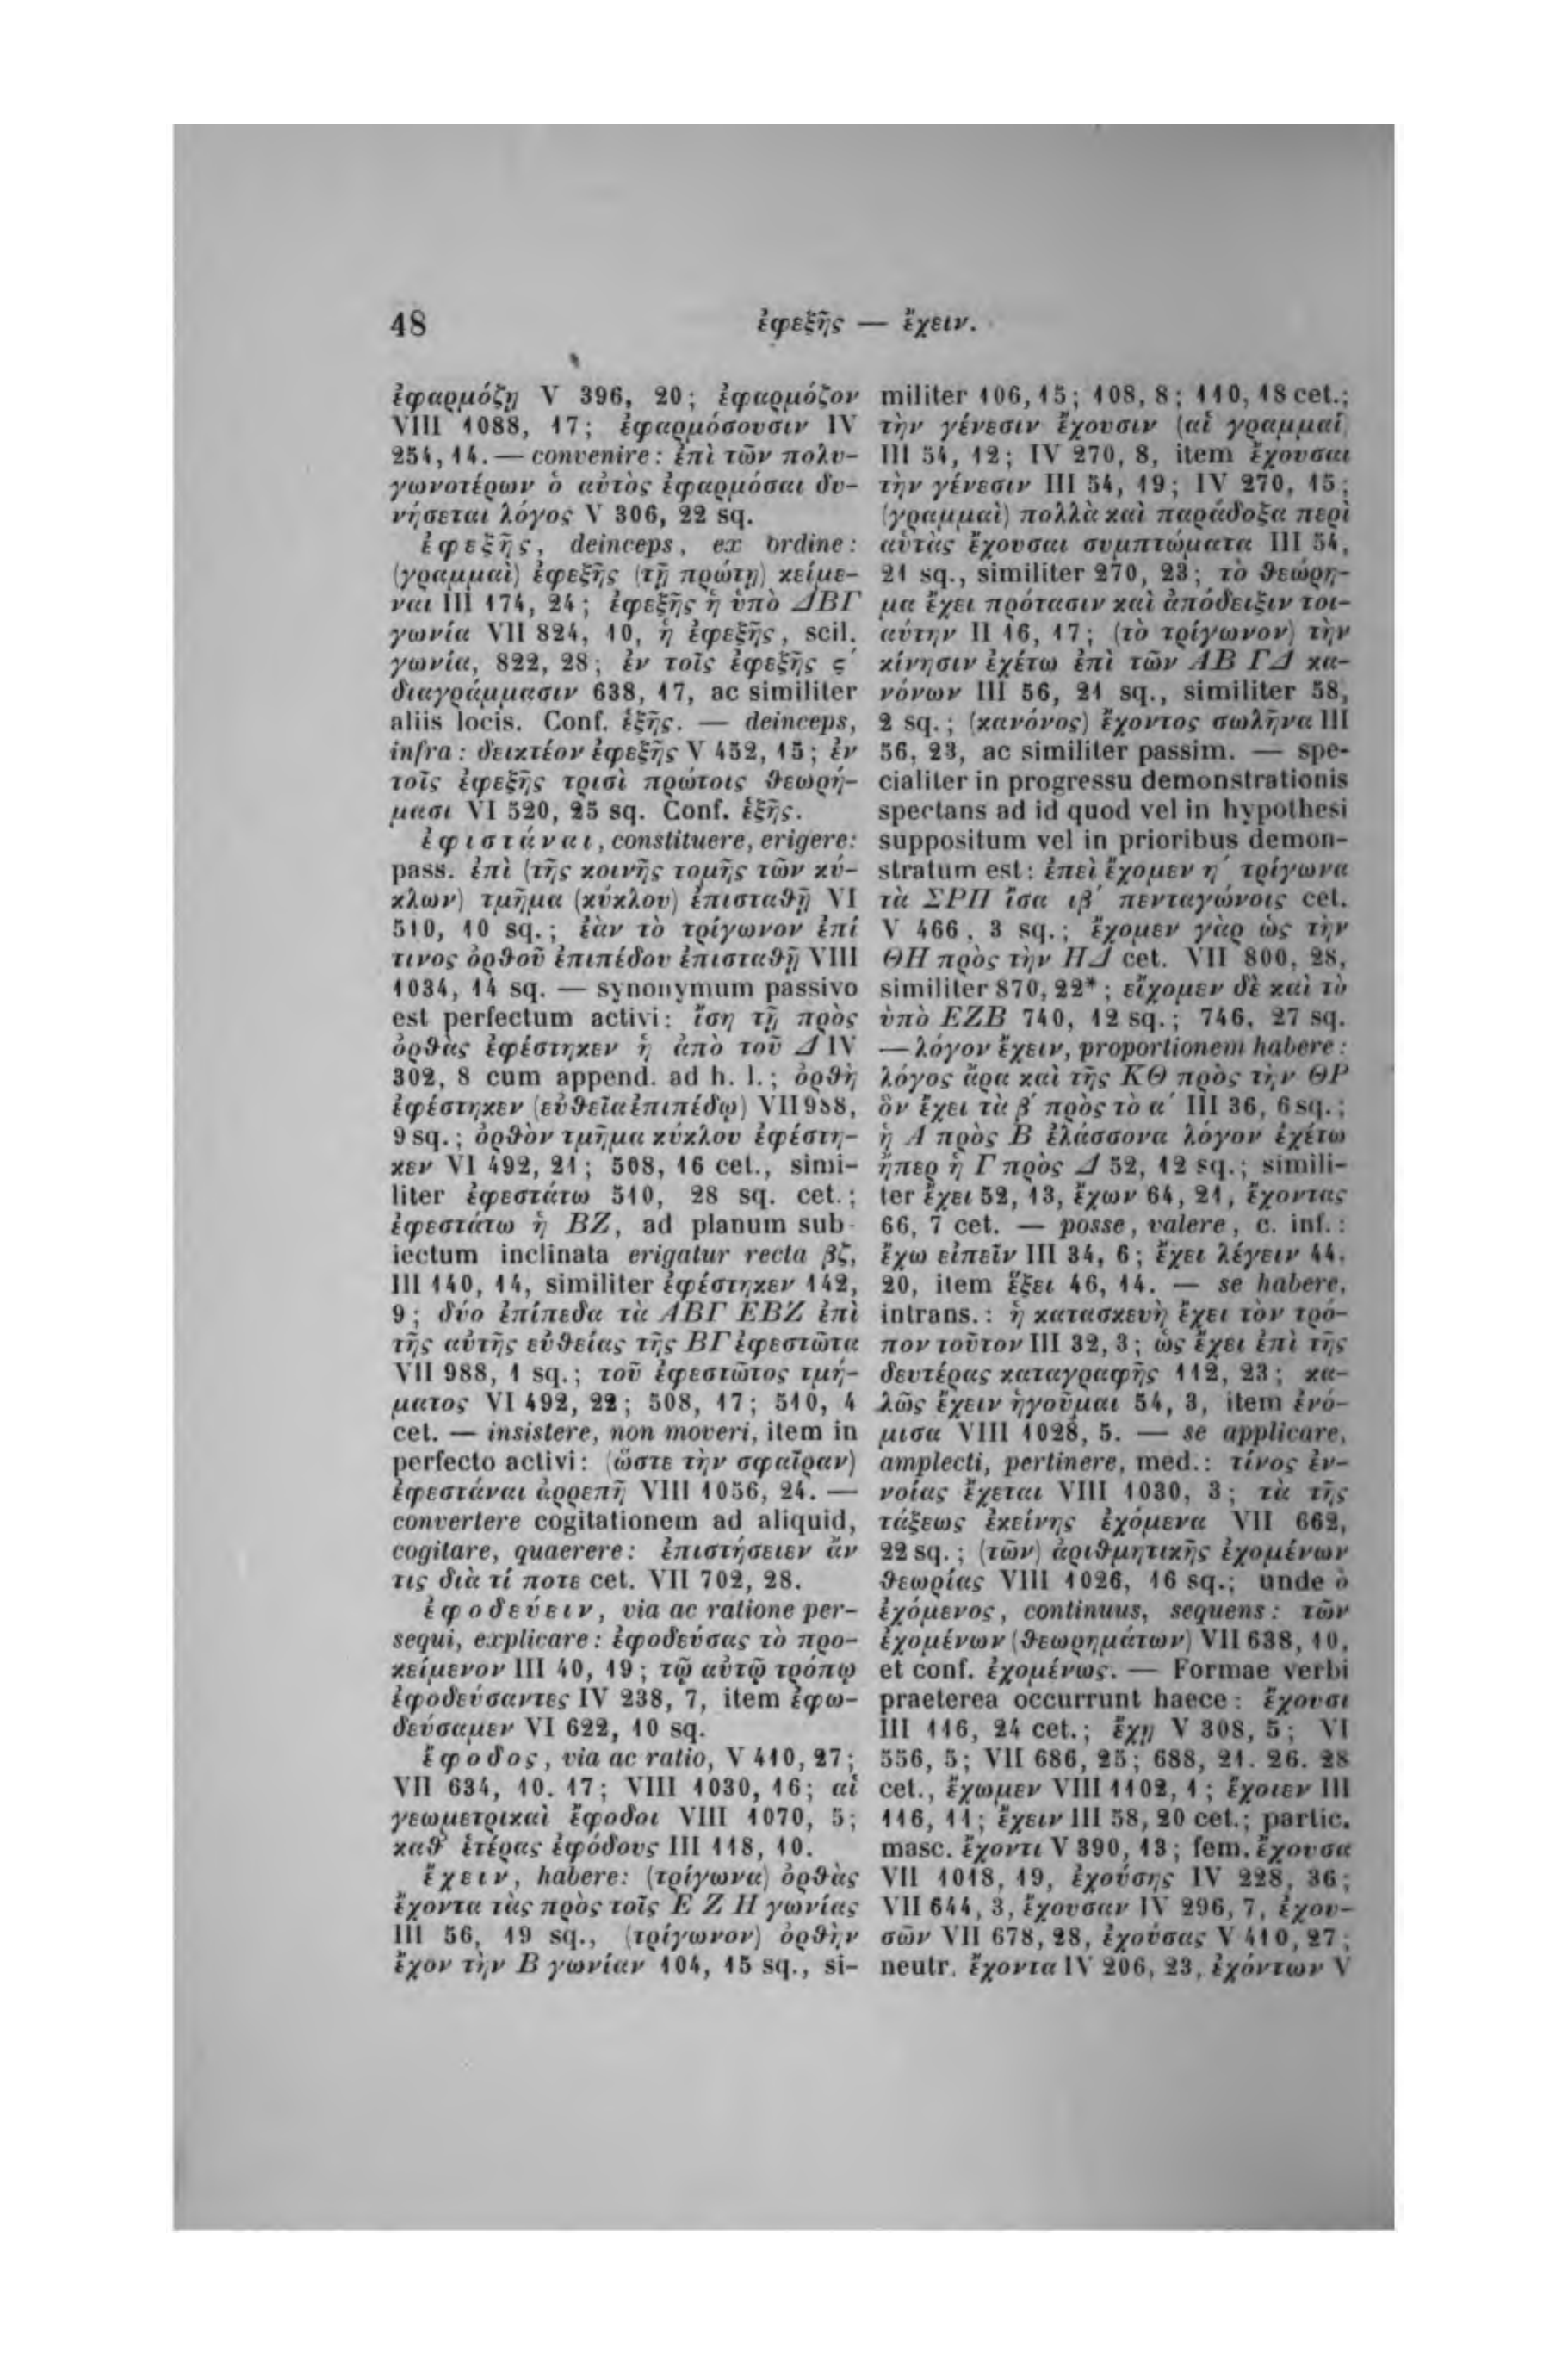 48 ἐφεξῆς — ἔχειν.
ἐφαρμόζῃ V 396, 20; ἐφαρμόζον
VIII 1088, 17; ἐφαρμόσουσιν IV
254, 14. — convenire: ἐπὶ τῶν πολυ-
γωνοτέρων ὁ αὐτὸς ἐφαρμόσαι δυ-
νήσεται λόγος V 306, 22 sq.
ἐφεξῆς, deinceps, ex ordine:
(γραμμαὶ) ἐφεξῆς (τῇ πρώτῃ) κείμε-
ναι III 174, 24; ἐφεξῆς ἡ ὑπὸ ΔΒΓ
γωνία VII 824, 10, ἡ ἐφεξῆς, scil.
γωνία, 822, 28; ἐν τοῖς ἐφεξῆς ς΄
διαγράμμασιν 638, 17, ac similiter
aliis locis. Conf. ἑξῆς. — deinceps,
infra: δεικτέον ἐφεξῆς V 452, 15; ἐν
τοῖς ἐφεξῆς τρισὶ πρώτοις θεωρή-
μασι VI 520, 25 sq. Conf. ἑξῆς.
ἐφιστάναι, constituere, erigere:
pass. ἐπὶ (τῆς κοινῆς τομῆς τῶν κύ-
κλων) τμῆμα (κύκλου) ἐπισταθῇ VI
510, 10 sq.; ἐὰν τὸ τρίγωνον ἐπί
τινος ὀρθοῦ ἐπιπέδου ἐπισταθῇ VIII
1034, 14 sq. — synonymum passivo
est perfectum activi: ἴση τῇ πρὸς
ὀρθὰς ἐφέστηκεν ἡ ἀπὸ τοῦ Δ IV
302, 8 cum append. ad h. l.; ὀρθὴ
ἐφέστηκεν (εὐθεῖα ἐπιπέδῳ) VII 988,
9 sq.; ὀρθὸν τμῆμα κύκλου ἐφέστη-
κεν VI 492, 21; 508, 16 cet., simi-
liter ἐφεστάτω 510, 28 sq. cet.;
ἐφεστάτω ἡ ΒΖ, ad planum sub-
iectum inclinata erigatur recta βζ,
III 140, 14, similiter ἐφέστηκεν 142,
9; δύο ἐπίπεδα τὰ ΑΒΓ ΕΒΖ ἐπὶ
τῆς αὐτῆς εὐθείας τῆς ΒΓ ἐφεστῶτα
VII 988, 1 sq.; τοῦ ἐφεστῶτος τμή-
ματος VI 492, 22; 508, 17; 510, 4
cet. — insistere, non moveri, item in
perfecto activi: (ὥστε τὴν σφαῖραν)
ἐφεστάναι ἀρρεπῆ VIII 1056, 24. —
convertere cogitationem ad aliquid,
cogitare, quaerere: ἐπιστήσειεν ἄν
τις διὰ τί ποτε cet. VII 702, 28.
ἐφοδεύειν, via ac ratione per-
sequi, explicare: ἐφοδεύσας τὸ προ-
κείμενον III 40, 19; τῷ αὐτῷ τρόπῳ
ἐφοδεύσαντες IV 238, 7, item ἐφω-
δεύσαμεν VI 622, 10 sq.
ἔφοδος, via ac ratio, V 410, 27;
VII 634, 10. 17; VIII 1030, 16; αἱ
γεωμετρικαὶ ἔφοδοι VIII 1070, 5;
καθ' ἑτέρας ἐφόδους III 118, 10.
ἔχειν, habere: (τρίγωνα) ὀρθὰς
ἔχοντα τὰς πρὸς τοῖς Ε Ζ Η γωνίας
III 56, 19 sq., (τρίγωνον) ὀρθὴν
ἔχον τὴν Β γωνίαν 104, 15 sq., si-
militer 106, 15; 108, 8; 110, 18 cet.;
τὴν γένεσιν ἔχουσιν (αἱ γραμμαί)
III 54, 12; IV 270, 8, item ἔχουσαι
τὴν γένεσιν III 54, 19; IV 270, 15;
(γραμμαὶ) πολλὰ καὶ παράδοξα περὶ
αὑτὰς ἔχουσαι συμπτώματα III 54,
21 sq., similiter 270, 23; τὸ θεώρη-
μα ἔχει πρότασιν καὶ ἀπόδειξιν τοι-
αύτην II 16, 17; (τὸ τρίγωνον) τὴν
κίνησιν ἐχέτω ἐπὶ τῶν ΑΒ ΓΔ κα-
νόνων III 56, 21 sq., similiter 58,
2 sq.; (κανόνος) ἔχοντος σωλῆνα III
56, 23, ac similiter passim. — spe-
cialiter in progressu demonstrationis
spectans ad id quod vel in hypothesi
suppositum vel in prioribus demon-
stratum est: ἐπεὶ ἔχομεν η΄ τρίγωνα
τὰ ΣΡΠ ἴσα ιβ΄ πενταγώνοις cet.
V 466, 3 sq.; ἔχομεν γὰρ ὡς τὴν
ΘΗ πρὸς τὴν ΗΔ cet. VII 800, 28,
similiter 870, 22*; εἴχομεν δὲ καὶ τὸ
ὑπὸ ΕΖΒ 740, 12 sq.; 746, 27 sq.
— λόγον ἔχειν, proportionem habere:
λόγος ἄρα καὶ τῆς ΚΘ πρὸς τὴν ΘΡ
ὃν ἔχει τὰ β΄ πρὸς τὸ α΄ III 36, 6 sq.;
ἡ Α πρὸς Β ἐλάσσονα λόγον ἐχέτω
ἤπερ ἡ Γ πρὸς Δ 52, 12 sq.; simili-
ter ἔχει 52, 13, ἔχων 64, 21, ἔχοντας
66, 7 cet. — posse, valere, c. inf.:
ἔχω εἰπεῖν III 34, 6; ἔχει λέγειν 44,
20, item ἕξει 46, 14. — se habere,
intrans.: ἡ κατασκευὴ ἔχει τὸν τρό-
πον τοῦτον III 32, 3; ὡς ἔχει ἐπὶ τῆς
δευτέρας καταγραφῆς 112, 23; κα-
λῶς ἔχειν ἡγοῦμαι 54, 3, item ἐνό-
μισα VIII 1028, 5. — se applicare,
amplecti, pertinere, med.: τίνος ἐν-
νοίας ἔχεται VIII 1030, 3; τὰ τῆς
τάξεως ἐκείνης ἐχόμενα VII 662,
22 sq.; (τῶν) ἀριθμητικῆς ἐχομένων
θεωρίας VIII 1026, 16 sq.; unde ὁ
ἐχόμενος, continuus, sequens: τῶν
ἐχομένων (θεωρημάτων) VII 638, 10,
et conf. ἐχομένως. — Formae verbi
praeterea occurrunt haece: ἔχουσι
III 116, 24 cet.; ἔχῃ V 308, 5; VI
556, 5; VII 686, 25; 688, 21. 26. 28
cet., ἔχωμεν VIII 1102, 1; ἔχοιεν III
116, 11; ἔχειν III 58, 20 cet.; partic.
masc. ἔχοντι V 390, 13; fem. ἔχουσα
VII 1018, 19, ἐχούσης IV 228, 36;
VII 644, 3, ἔχουσαν IV 296, 7, ἐχου-
σῶν VII 678, 28, ἐχούσας V 410, 27;
neutr. ἔχοντα IV 206, 23, ἐχόντων V